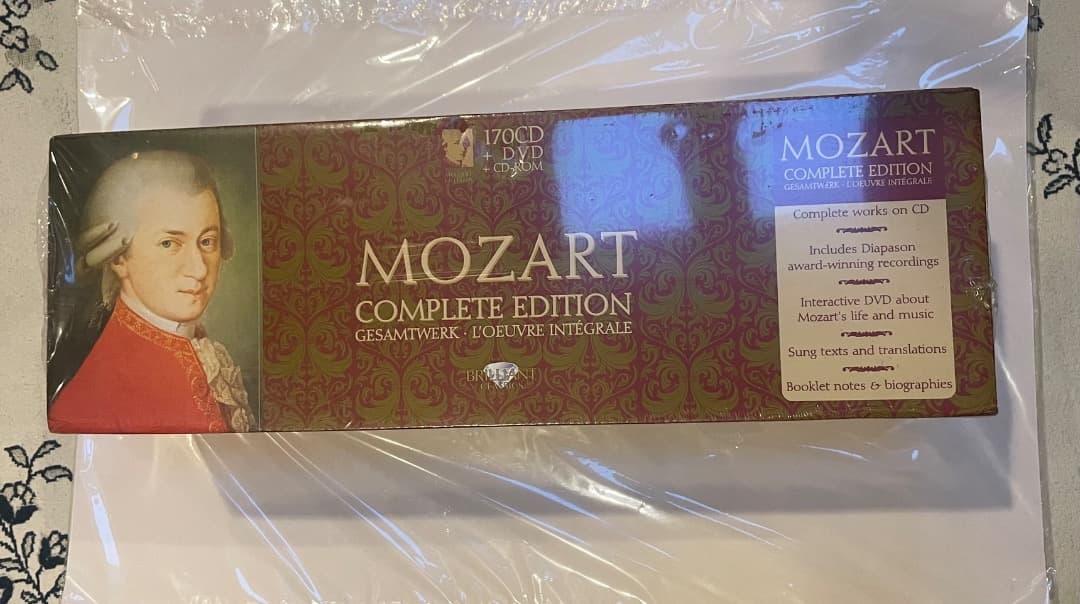 170CD
+ DVD
+ CD-ROM
MOZART
COMPLETE EDITION
GESAMTWERK · L'OEUVRE INTÉGRALE
BRILLIANT
CLASSICS
MOZART
COMPLETE EDITION
GESAMTWERK · L'OEUVRE INTÉGRALE
Complete works on CD
Includes Diapason
award-winning recordings
Interactive DVD about
Mozart's life and music
Sung texts and translations
Booklet notes & biographies